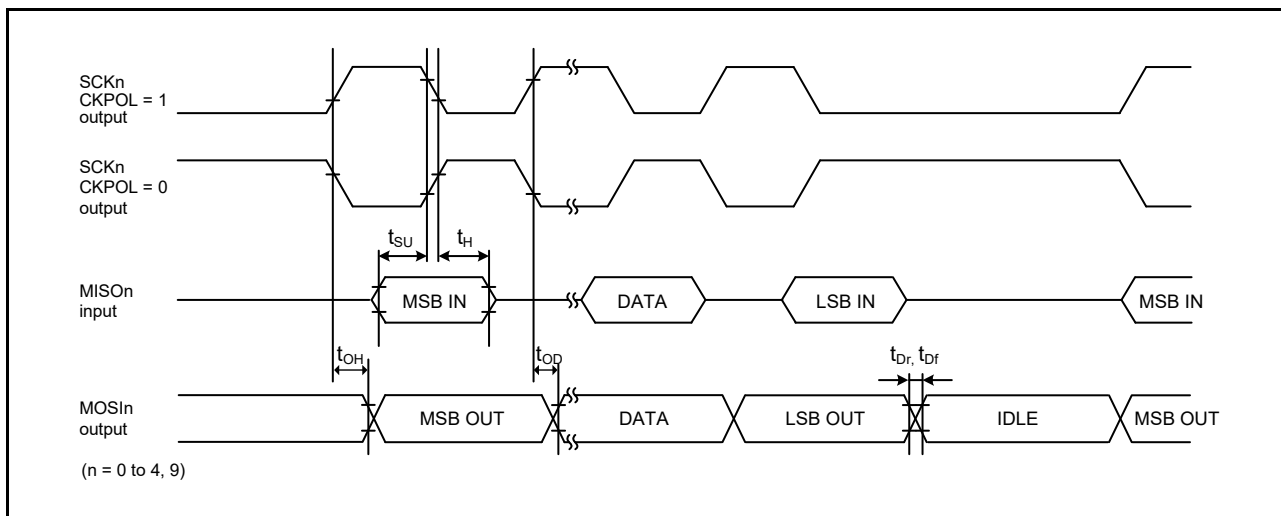 SCKn
CKPOL = 1
output
SCKn
CKPOL = 0
output
tSU
tH
MISOn
input
MSB IN
DATA
LSB IN
MSB IN
tOH
tOD
tDr, tDf
MOSIn
output
MSB OUT
DATA
LSB OUT
IDLE
MSB OUT
(n = 0 to 4, 9)